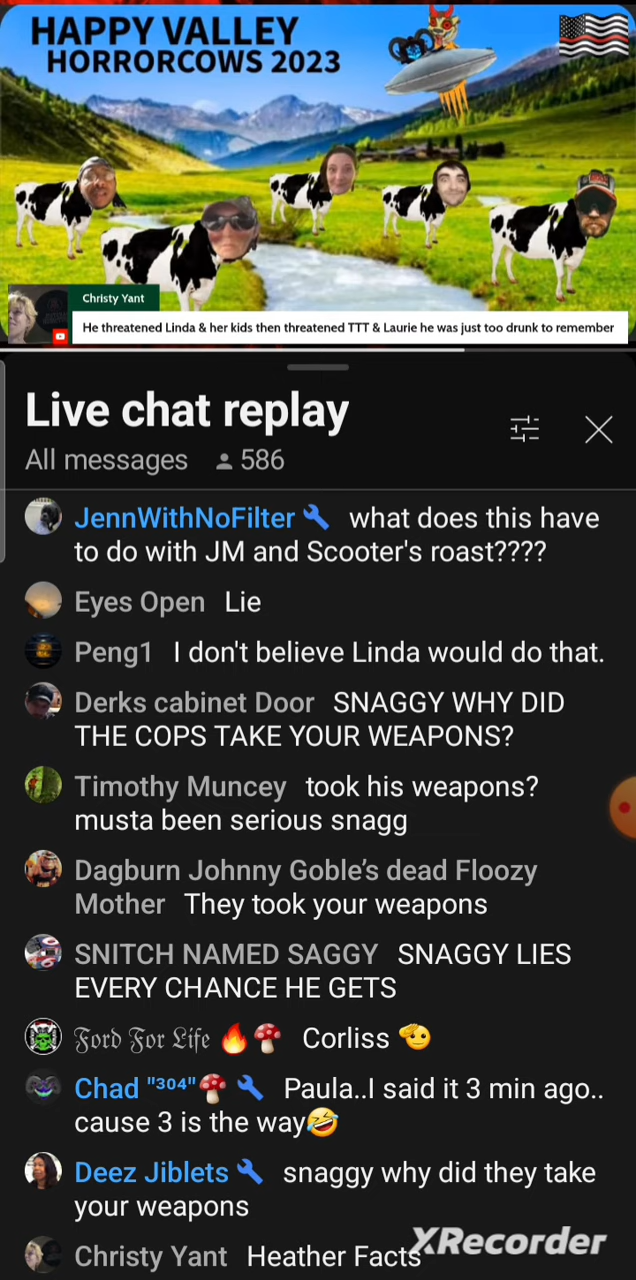 HAPPY VALLEY
HORRORCOWS 2023
Christy Yant
He threatened Linda & her kids then threatened TTT & Laurie he was just too drunk to remember
Live chat replay
All messages 586
JennWithNoFilter what does this have
to do with JM and Scooter's roast????
Eyes Open Lie
Peng1 I don't believe Linda would do that.
Derks cabinet Door SNAGGY WHY DID
THE COPS TAKE YOUR WEAPONS?
Timothy Muncey took his weapons?
musta been serious snagg
Dagburn Johnny Goble’s dead Floozy
Mother They took your weapons
SNITCH NAMED SAGGY SNAGGY LIES
EVERY CHANCE HE GETS
𝔉𝔬𝔯𝔡 𝔉𝔬𝔯 𝔏𝔦𝔣𝔢 🔥🍄 Corliss 🫡
Chad "³⁰⁴"🍄 Paula..I said it 3 min ago..
cause 3 is the way🤣
Deez Jiblets snaggy why did they take
your weapons
Christy Yant Heather Facts
XRecorder